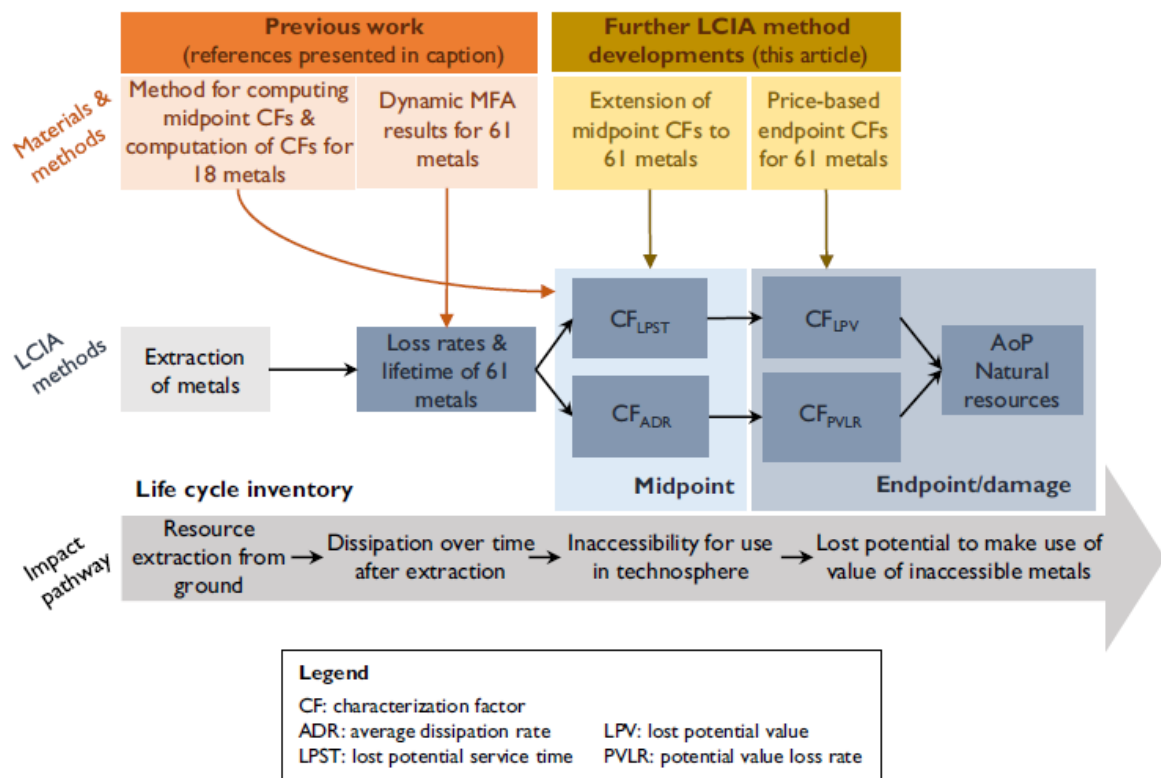 Previous work
(references presented in caption)
Further LCIA method
developments (this article)
Materials &
methods
Method for computing
midpoint CFs &
computation of CFs for
18 metals
Dynamic MFA
results for 61
metals
Extension of
midpoint CFs to
61 metals
Price-based
endpoint CFs
for 61 metals
LCIA
methods
Extraction
of metals
Loss rates &
lifetime of 61
metals
CF_LPST
CF_ADR
CF_LPV
CF_PVLR
AoP
Natural
resources
Midpoint
Endpoint/damage
Life cycle inventory
Impact
pathway
Resource
extraction from
ground
Dissipation over time
after extraction
Inaccessibility for use
in technosphere
Lost potential to make use of
value of inaccessible metals
Legend
CF: characterization factor
ADR: average dissipation rate
LPV: lost potential value
LPST: lost potential service time
PVLR: potential value loss rate